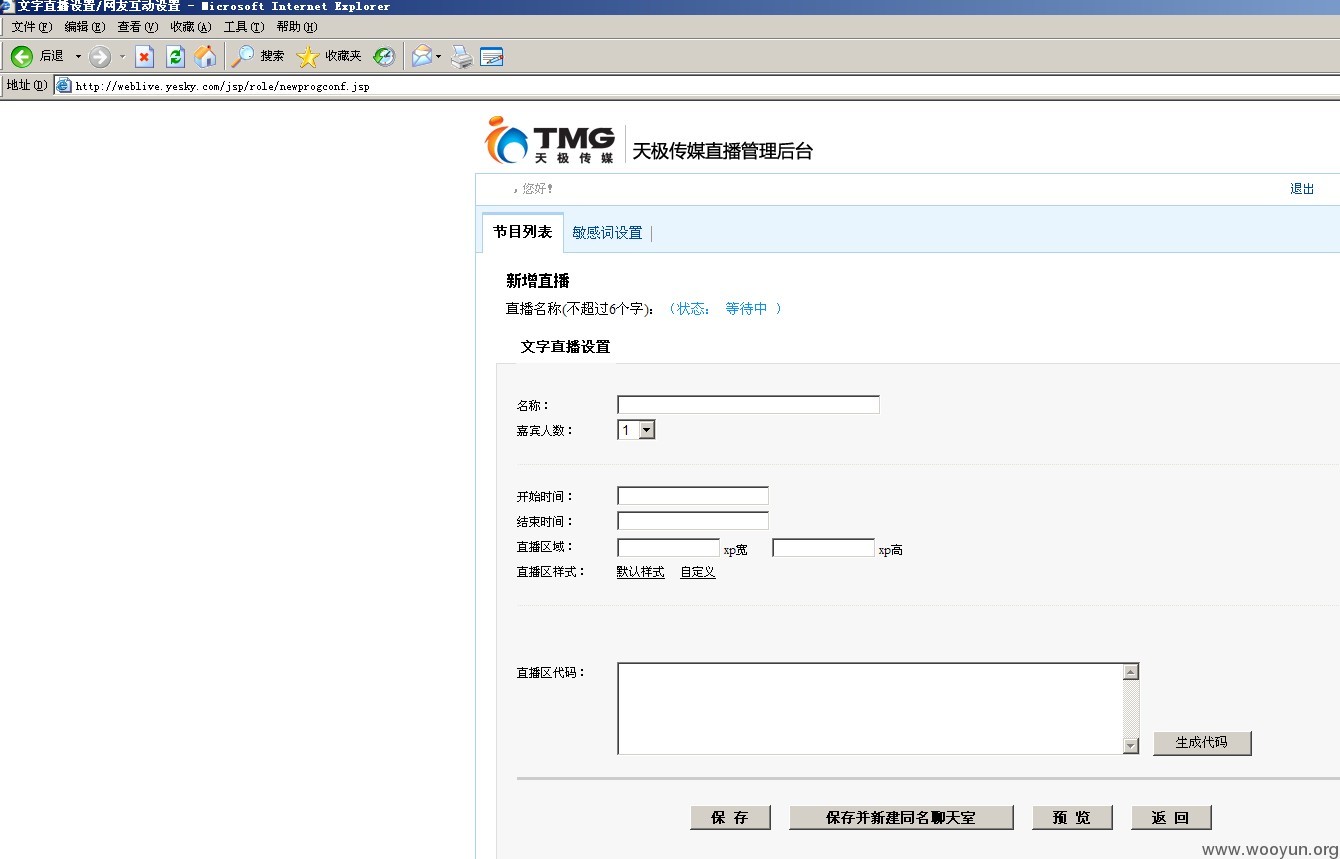 文字直播设置/网友互动设置 - Microsoft Internet Explorer
文件(F) 编辑(E) 查看(V) 收藏(A) 工具(T) 帮助(H)
后退 搜索 收藏夹
地址(D) http://weblive.yesky.com/jsp/role/newprogconf.jsp
TMG 天极传媒 天极传媒直播管理后台
，您好! 退出
节目列表 敏感词设置 |
新增直播
直播名称(不超过6个字)： （状态： 等待中 ）
文字直播设置
名称：
嘉宾人数： 1
开始时间：
结束时间：
直播区域： xp宽 xp高
直播区样式： 默认样式 自定义
直播区代码：
生成代码
保 存 保存并新建同名聊天室 预 览 返 回
www.wooyun.org